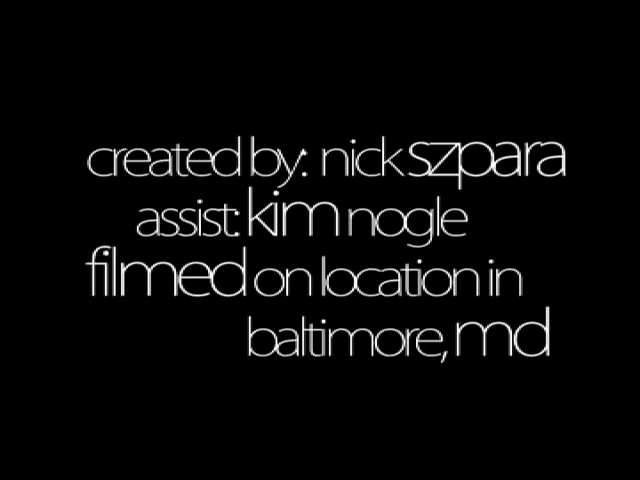 created by: nick szpara
assist: kim nogle
filmed on location in
baltimore, md